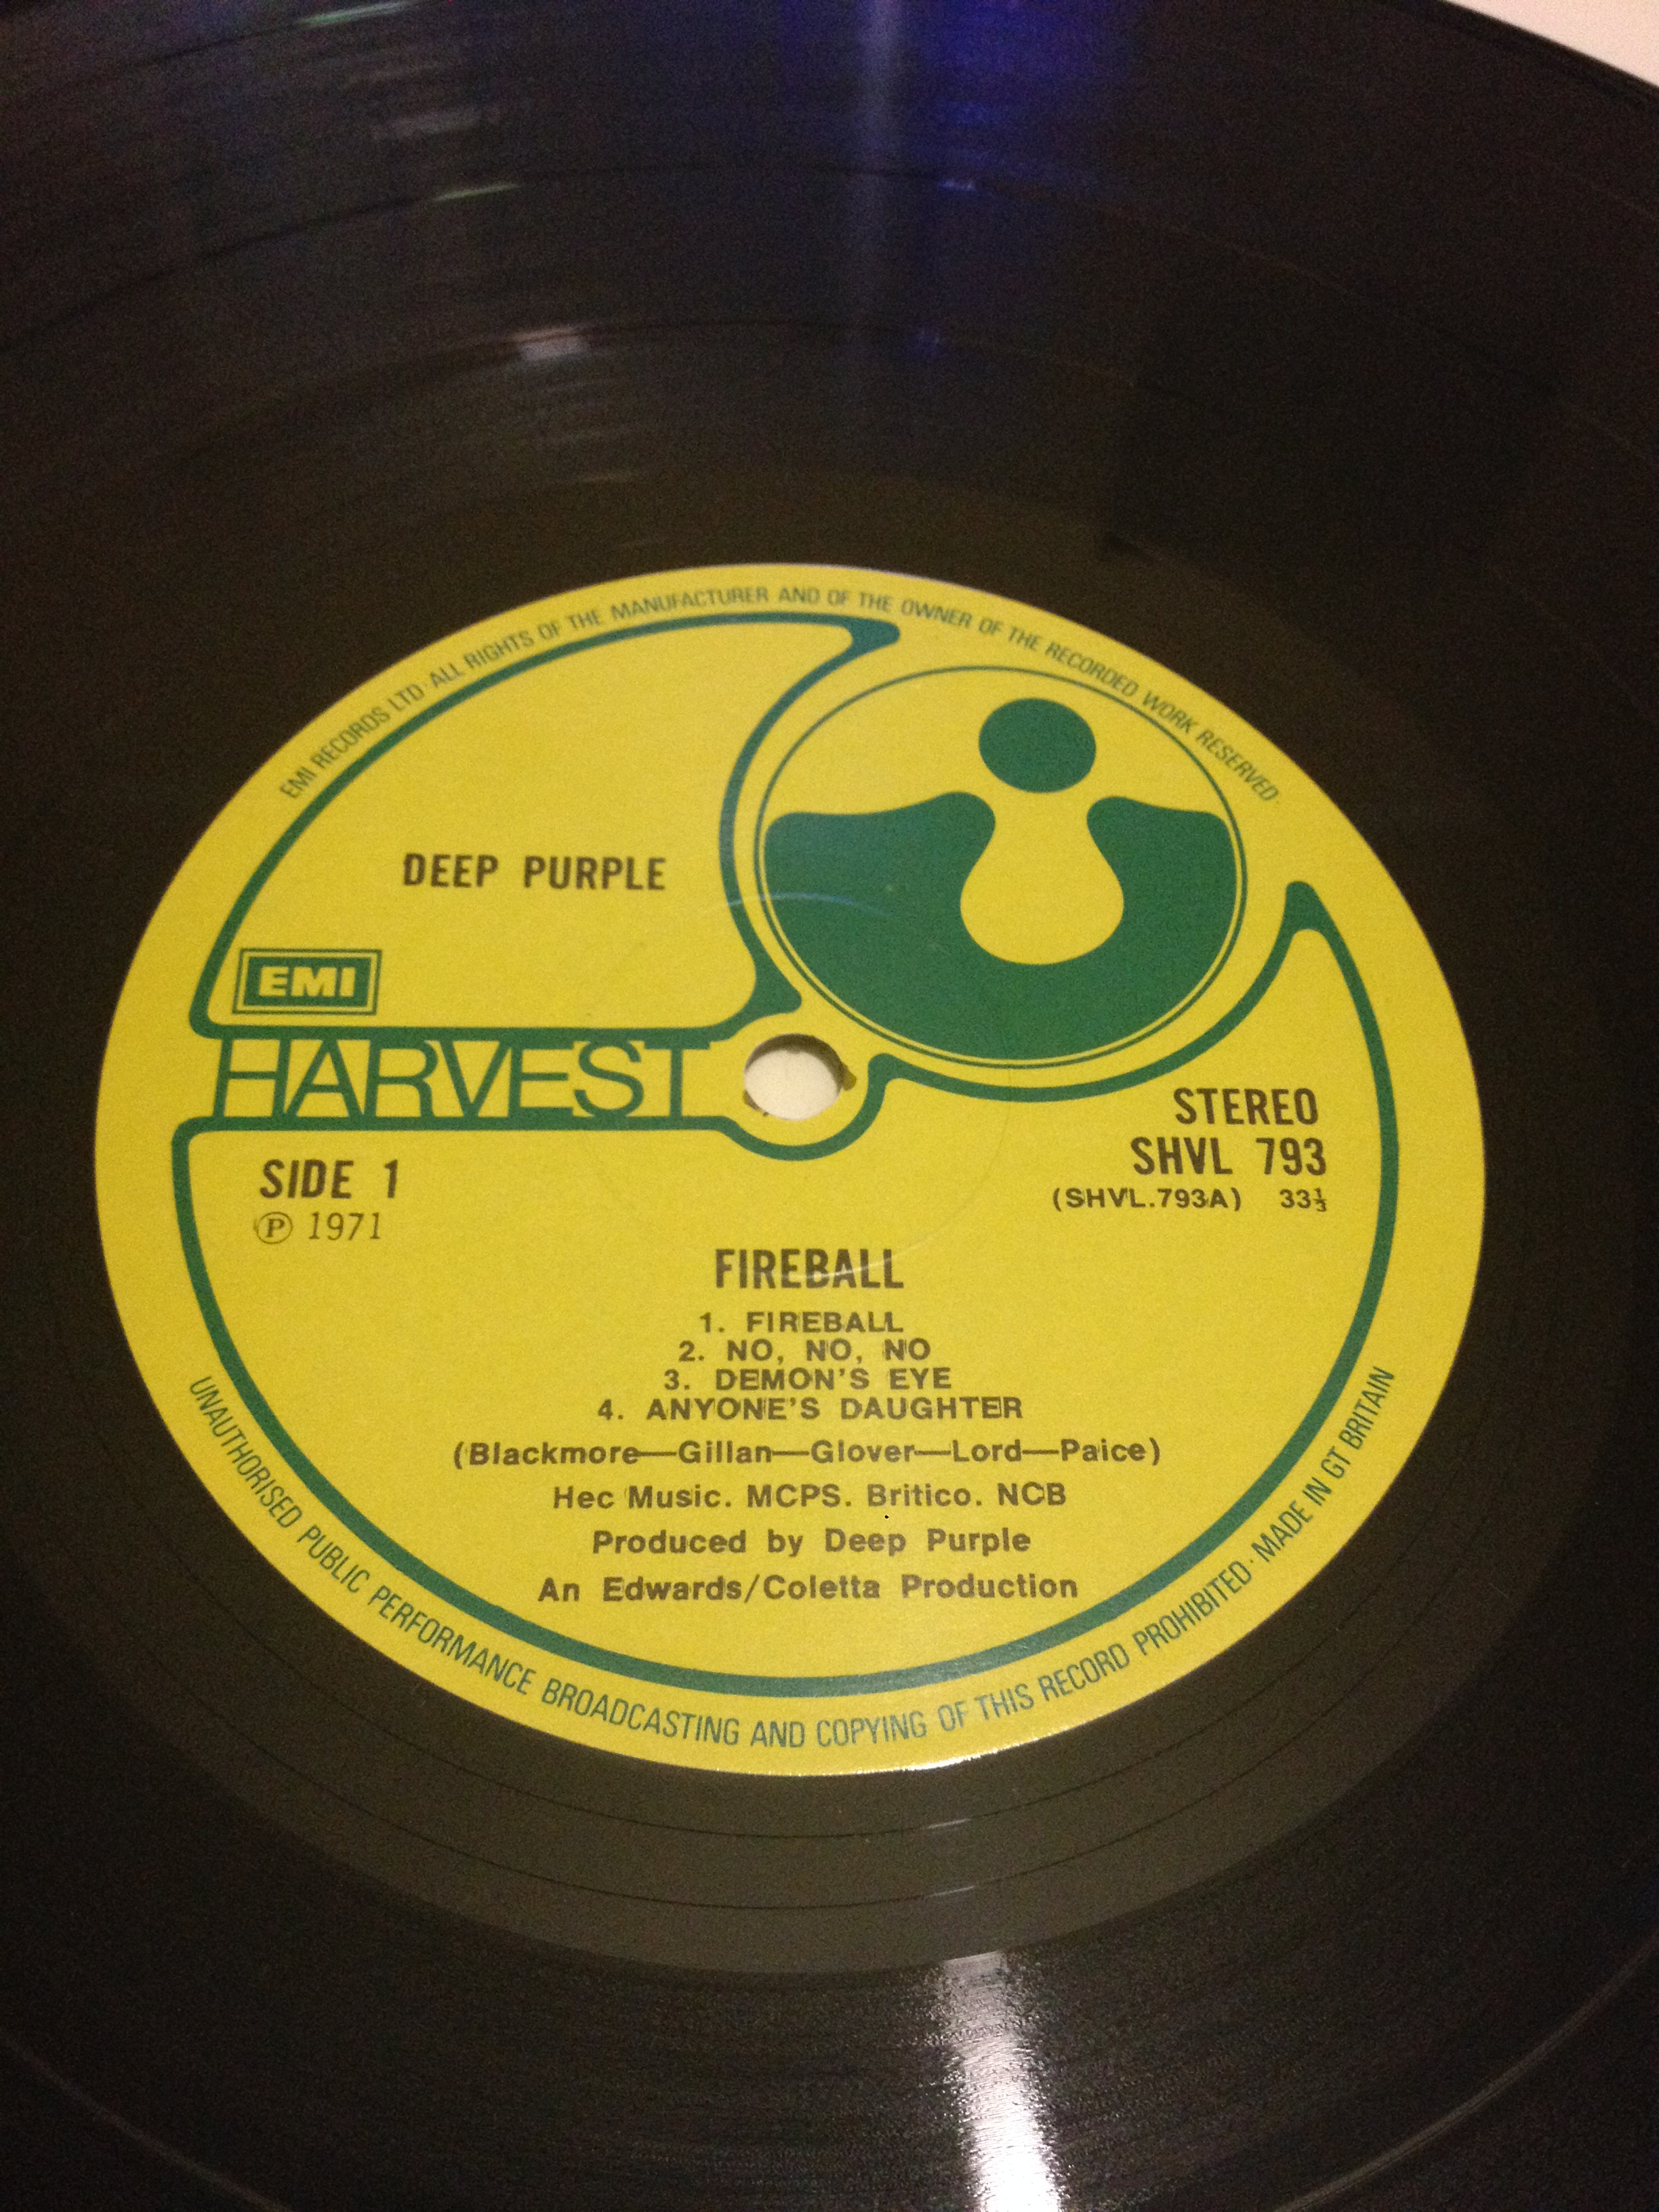 EMI RECORDS LTD · ALL RIGHTS OF THE MANUFACTURER AND OF THE OWNER OF THE RECORDED WORK RESERVED ·
DEEP PURPLE
EMI
HARVEST
STEREO
SHVL 793
(SHVL.793A) 33⅓
SIDE 1
℗ 1971
FIREBALL
1. FIREBALL
2. NO, NO, NO
3. DEMON'S EYE
4. ANYONE'S DAUGHTER
(Blackmore—Gillan—Glover—Lord—Paice)
Hec Music. MCPS. Britico. NCB
Produced by Deep Purple
An Edwards/Coletta Production
UNAUTHORISED PUBLIC PERFORMANCE BROADCASTING AND COPYING OF THIS RECORD PROHIBITED · MADE IN GT BRITAIN